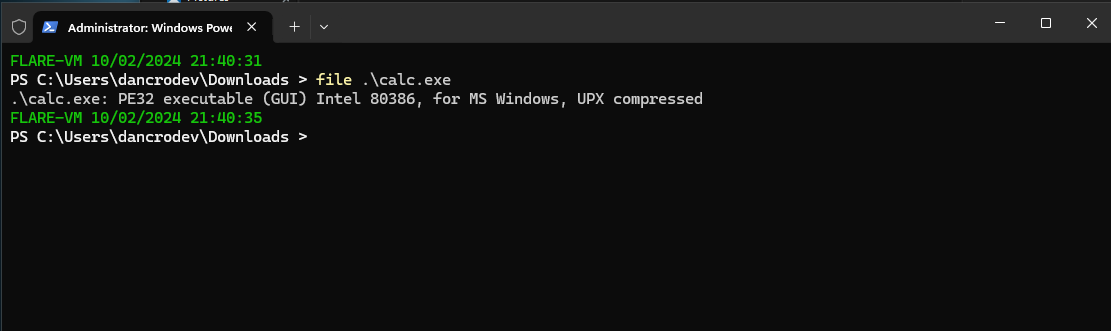 Administrator: Windows Powe
FLARE-VM 10/02/2024 21:40:31
PS C:\Users\dancrodev\Downloads > file .\calc.exe
.\calc.exe: PE32 executable (GUI) Intel 80386, for MS Windows, UPX compressed
FLARE-VM 10/02/2024 21:40:35
PS C:\Users\dancrodev\Downloads >